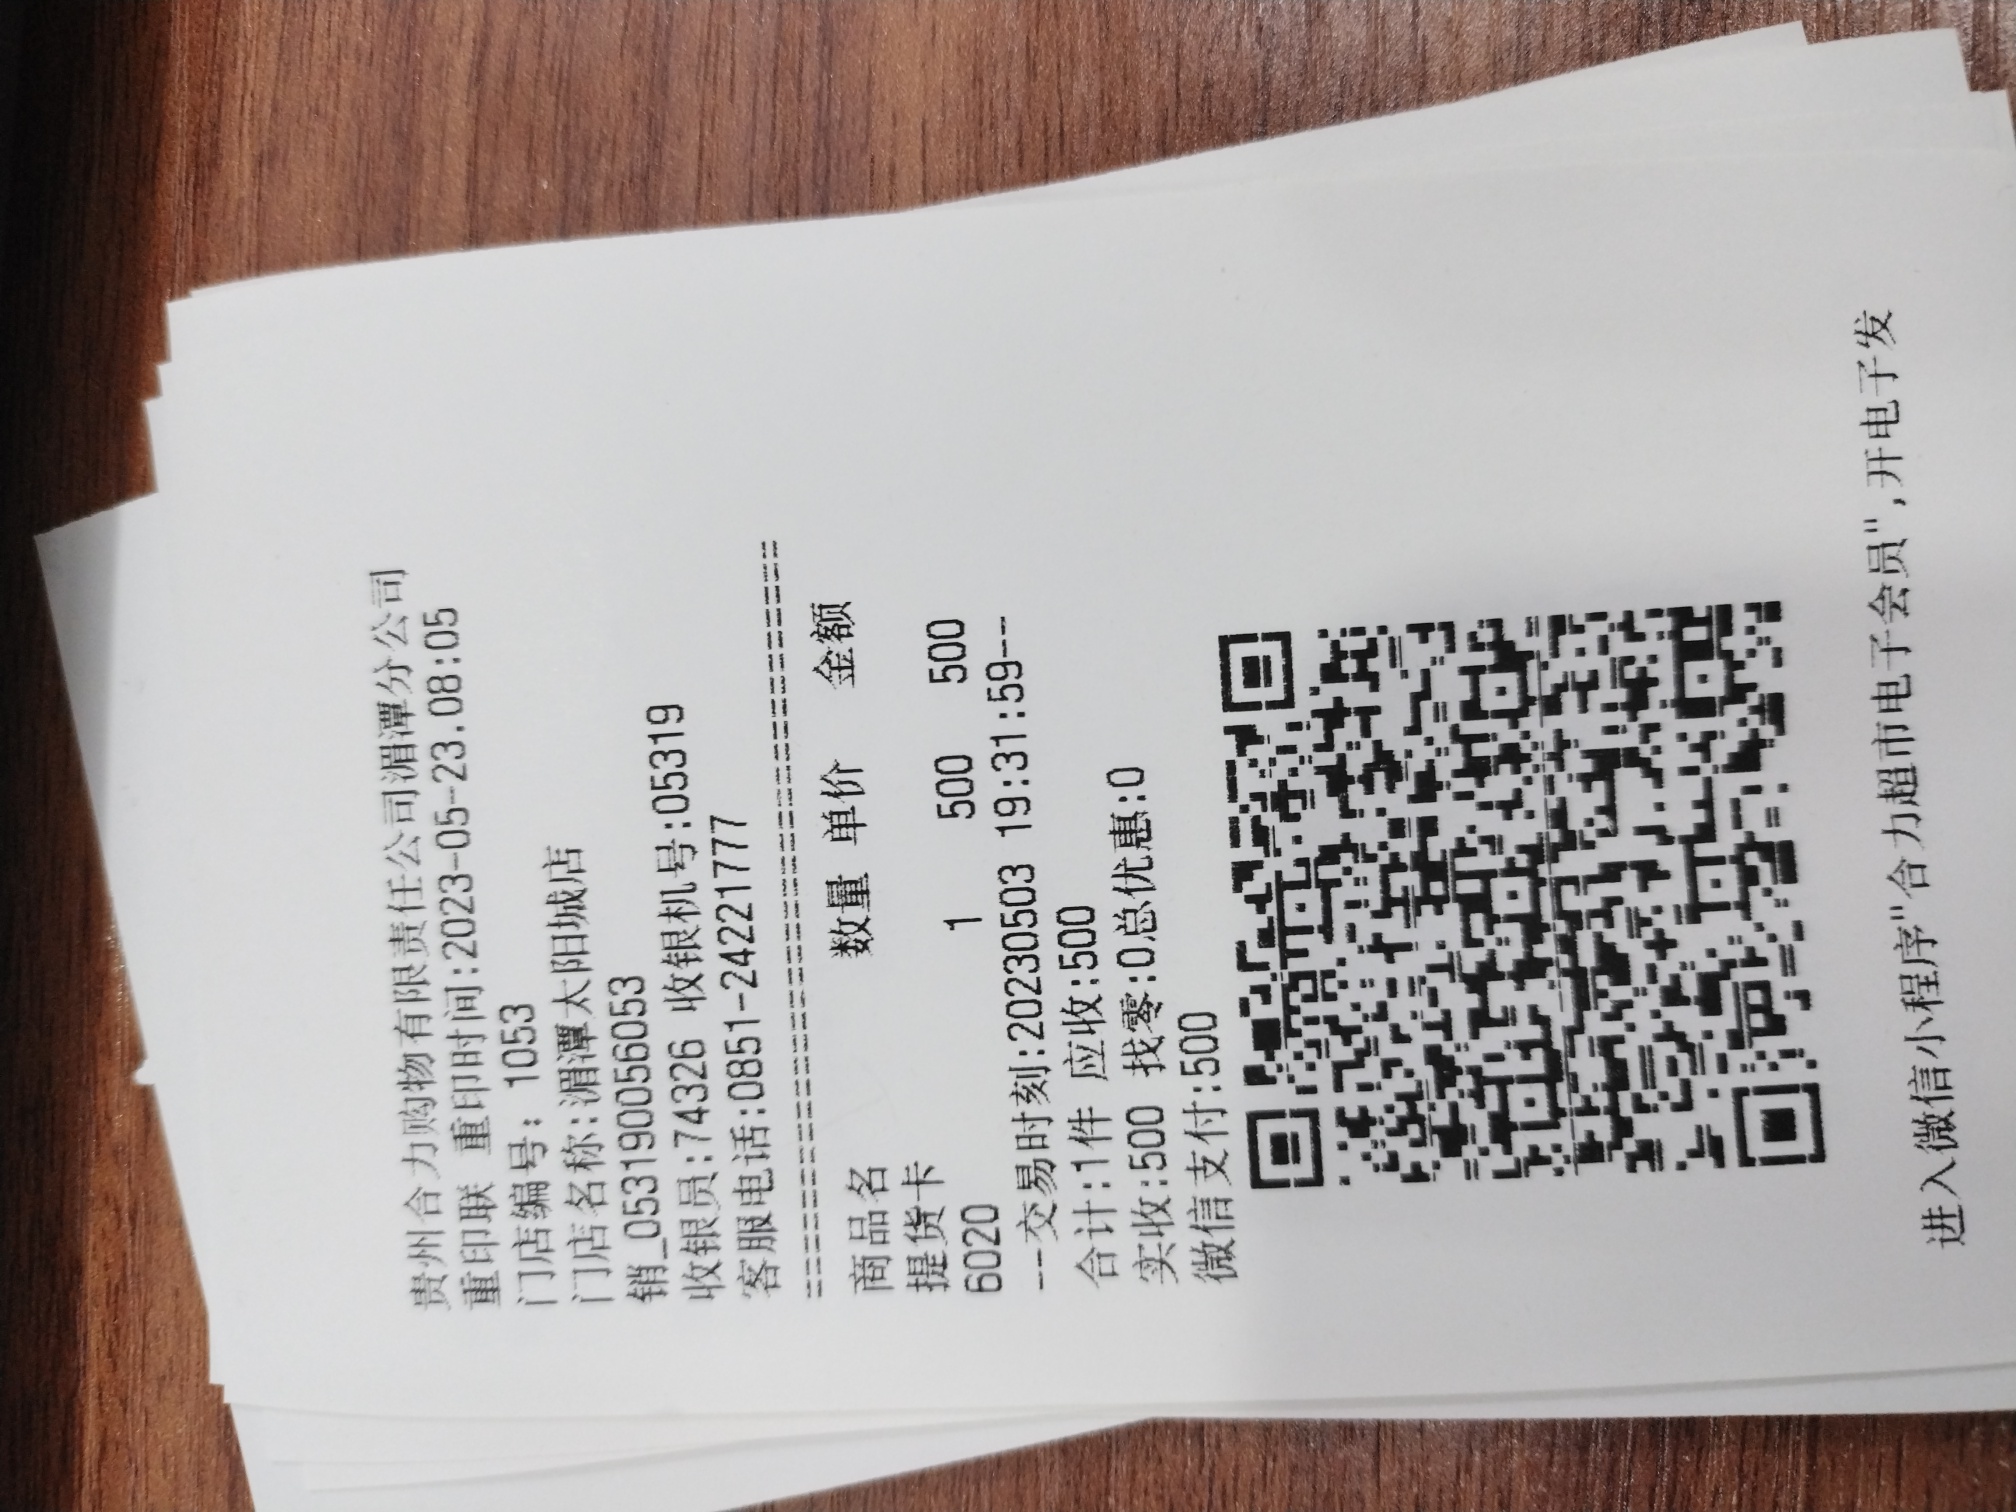 贵州合力购物有限责任公司湄潭分公司
重印联 重印时间:2023-05-23.08:05
门店编号: 1053
门店名称:湄潭太阳城店
销_0531900056053
收银员:74326 收银机号:05319
客服电话:0851-24221777
==========================================
商品名 数量 单价 金额
提货卡
6020 1 500 500
---交易时刻:20230503 19:31:59--
合计:1件 应收:500
实收:500 找零:0总优惠:0
微信支付:500
进入微信小程序"合力超市电子会员",开电子发